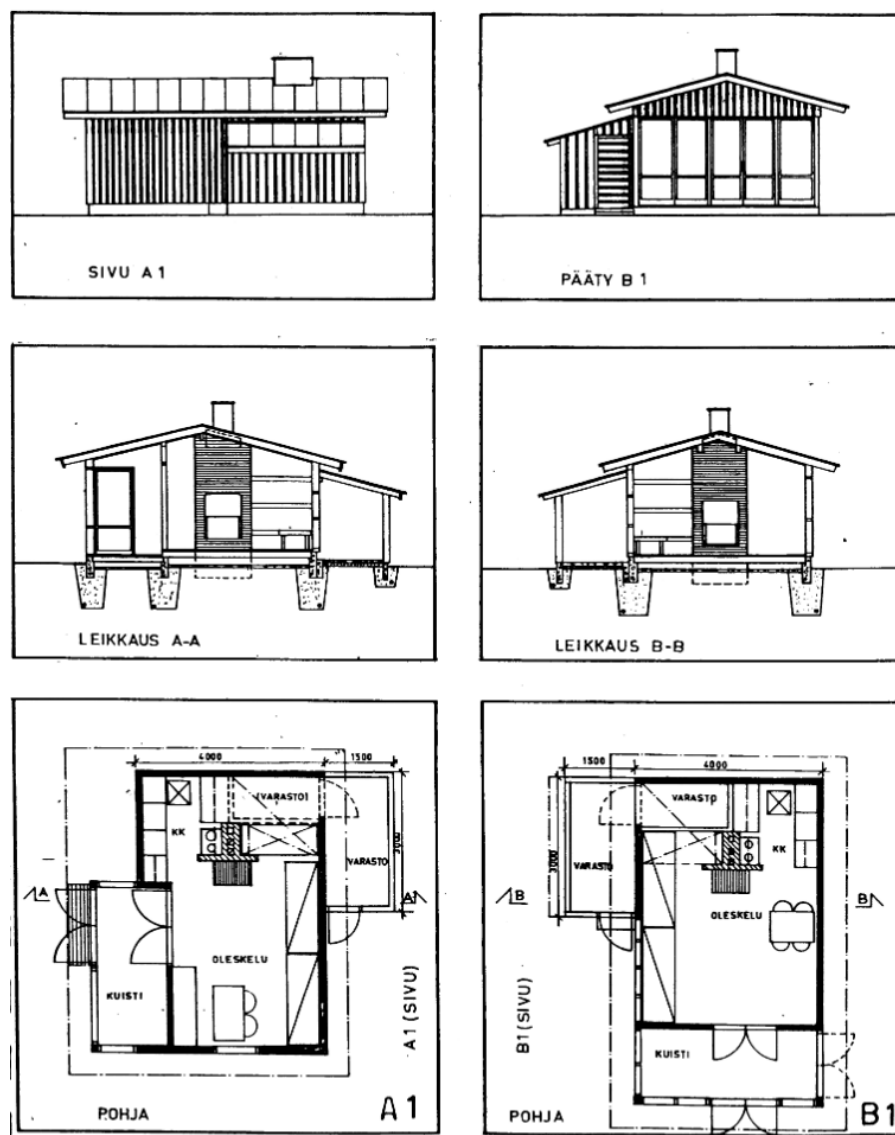 SIVU A1
PÄÄTY B1
LEIKKAUS A-A
LEIKKAUS B-B
4000
1500
(VARASTO)
KK
VARASTO
3000
A
A
OLESKELU
KUISTI
A1 (SIVU)
POHJA
A1
1500
4000
VARASTO
KK
VARASTO
3000
B
B
OLESKELU
B1 (SIVU)
KUISTI
POHJA
B1